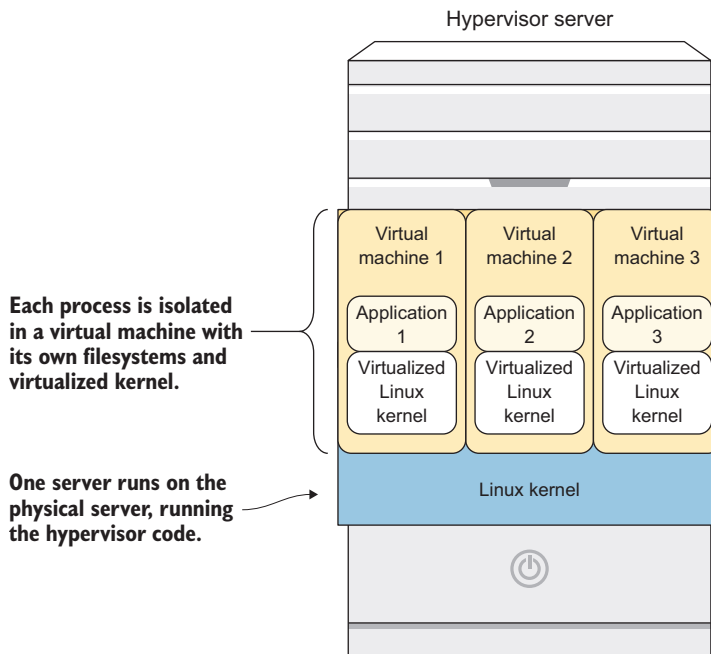 Hypervisor server
Virtual
machine 1
Virtual
machine 2
Virtual
machine 3
Each process is isolated
in a virtual machine with
its own filesystems and
virtualized kernel.
Application
1
Application
2
Application
3
Virtualized
Linux
kernel
Virtualized
Linux
kernel
Virtualized
Linux
kernel
One server runs on the
physical server, running
the hypervisor code.
Linux kernel